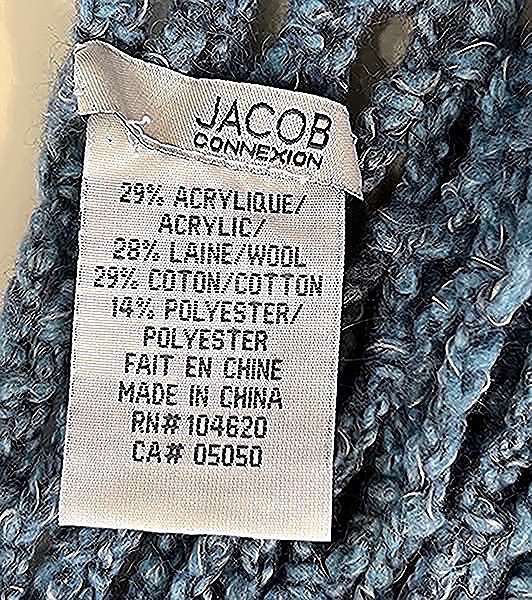 JACOB
CONNEXION
29% ACRYLIQUE/
ACRYLIC/
28% LAINE/WOOL
29% COTON/COTTON
14% POLYESTER/
POLYESTER
FAIT EN CHINE
MADE IN CHINA
RN# 104620
CA# 05050